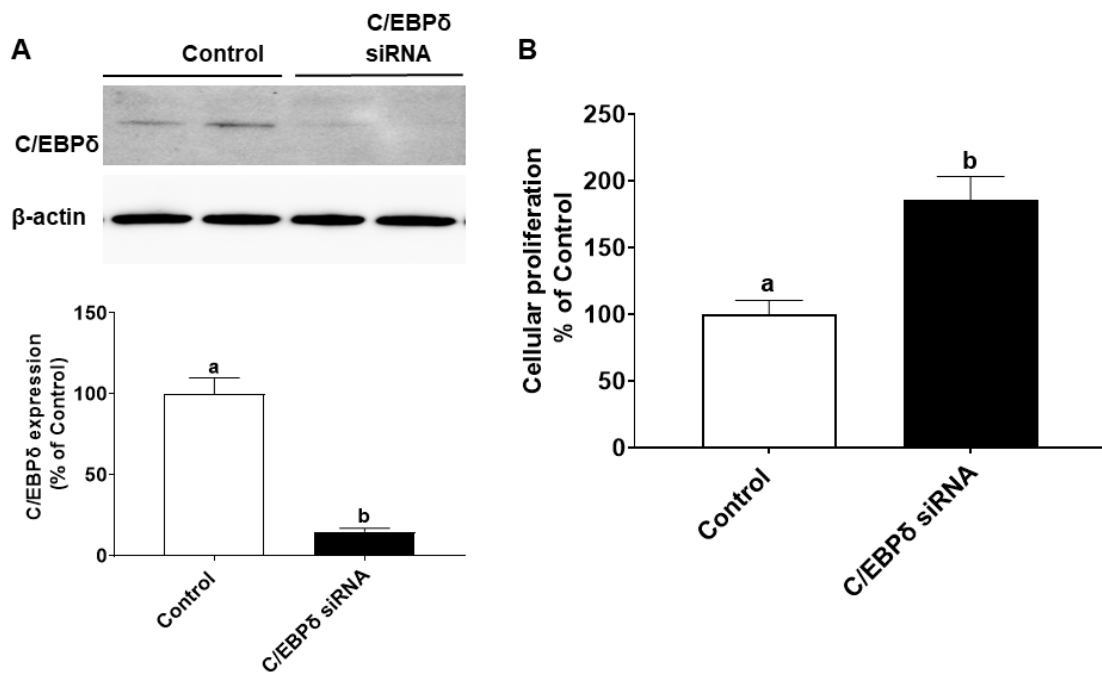 A
Control
C/EBPδ
siRNA
C/EBPδ
β-actin
C/EBPδ expression
(% of Control)
150
100
50
0
a
b
Control
C/EBPδ siRNA
B
Cellular proliferation
% of Control
250
200
150
100
50
0
a
b
Control
C/EBPδ siRNA